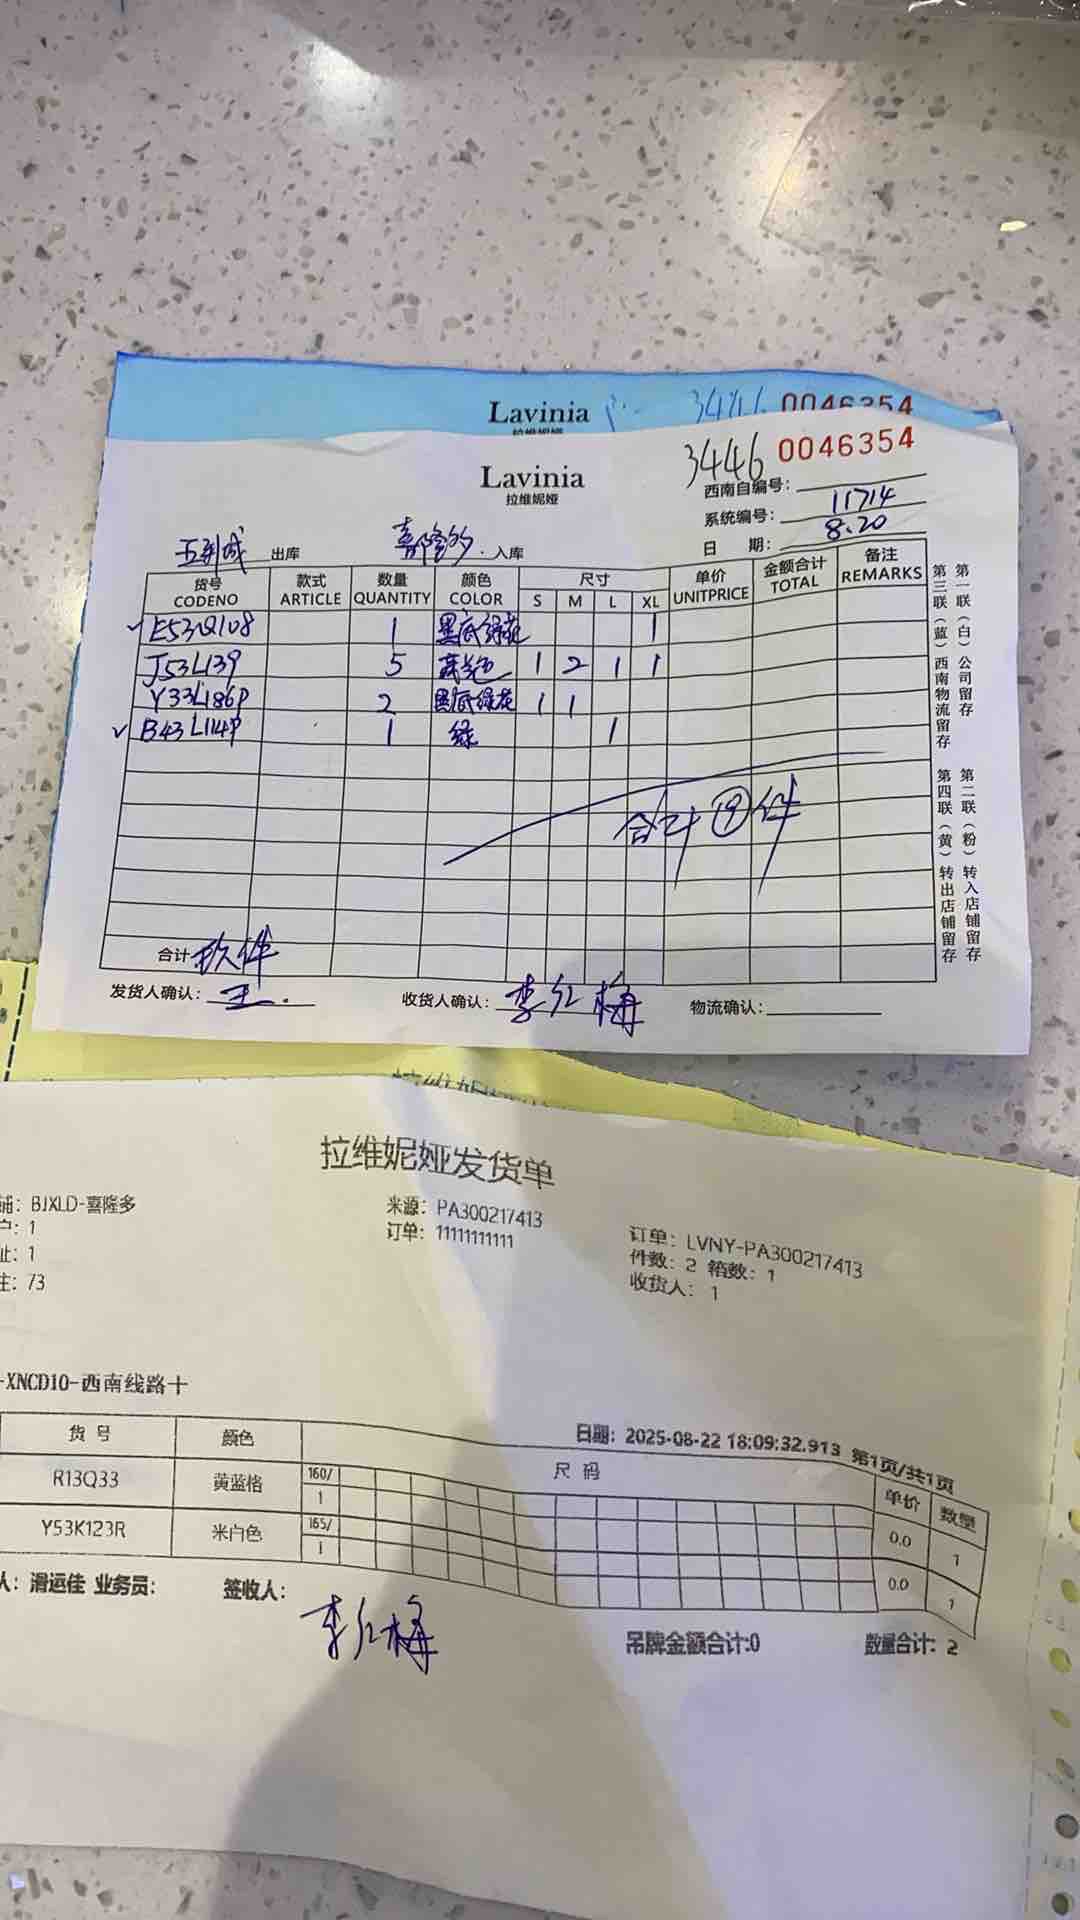 Lavinia 3446 0046354
Lavinia
拉维妮娅
3446 0046354
西南自编号:
系统编号: 11714
日 期: 8.20
五到城 出库 喜隆多 入库
货号 CODENO 款式 ARTICLE 数量 QUANTITY 颜色 COLOR 尺寸 S M L XL 单价 UNITPRICE 金额合计 TOTAL 备注 REMARKS
E53Q108 1 黑底绿花 1
J53L139 5 1 2 1 1
Y33L186P 2 黑底绿花 1 1
B43L114P 1 绿 1
合计⑨件
合计 玖件
发货人确认: 王 收货人确认: 李红梅 物流确认:
第一联(白)公司留存
第二联(粉)转入店铺留存
第三联(蓝)西南物流留存
第四联(黄)转出店铺留存
拉维妮娅发货单
铺: BJXLD-喜隆多 来源: PA300217413 订单: LVNY-PA300217413
户: 1 订单: 11111111111 件数: 2 箱数: 1
址: 1 收货人: 1
注: 73
-XNCD10-西南线路十
日期: 2025-08-22 18:09:32.913 第1页/共1页
货号 颜色 尺码 单价 数量
R13Q33 黄蓝格 160/ 1 0.0 1
Y53K123R 米白色 165/ 1 0.0 1
人: 滑运佳 业务员: 签收人: 李红梅
吊牌金额合计:0 数量合计: 2